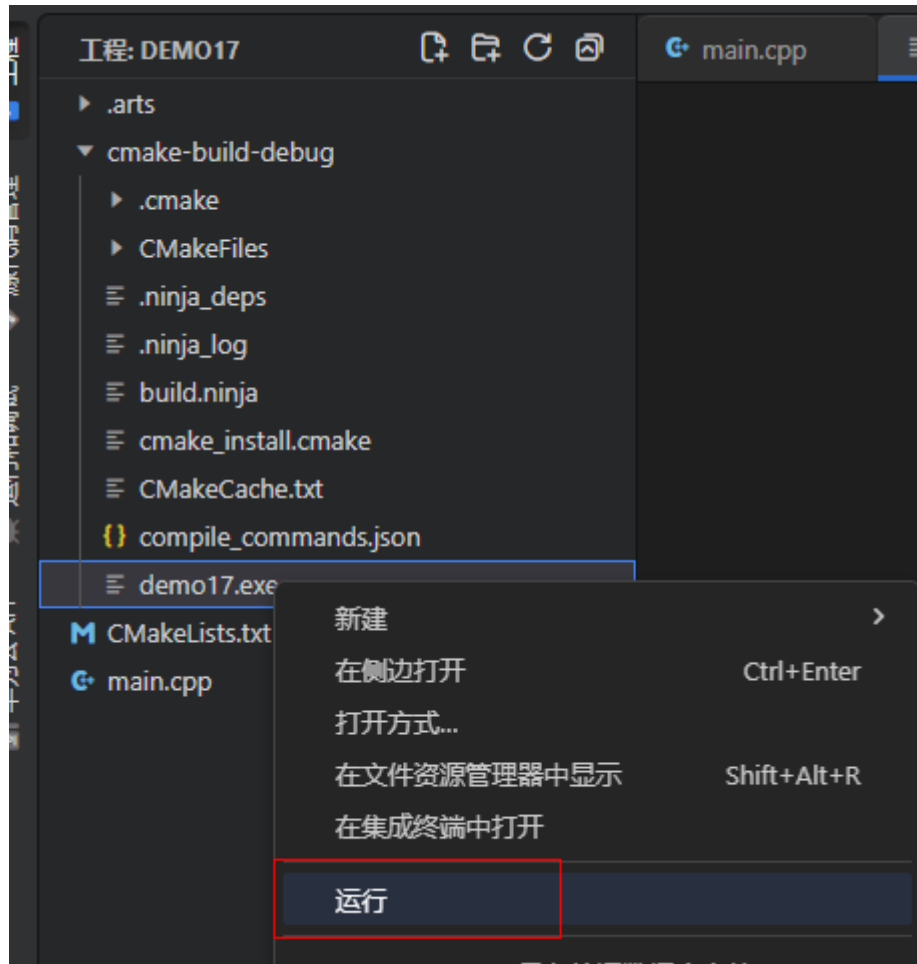 工程: DEMO17
main.cpp
.arts
cmake-build-debug
.cmake
CMakeFiles
.ninja_deps
.ninja_log
build.ninja
cmake_install.cmake
CMakeCache.txt
compile_commands.json
demo17.exe
CMakeLists.txt
main.cpp
新建
在侧边打开 Ctrl+Enter
打开方式...
在文件资源管理器中显示 Shift+Alt+R
在集成终端中打开
运行